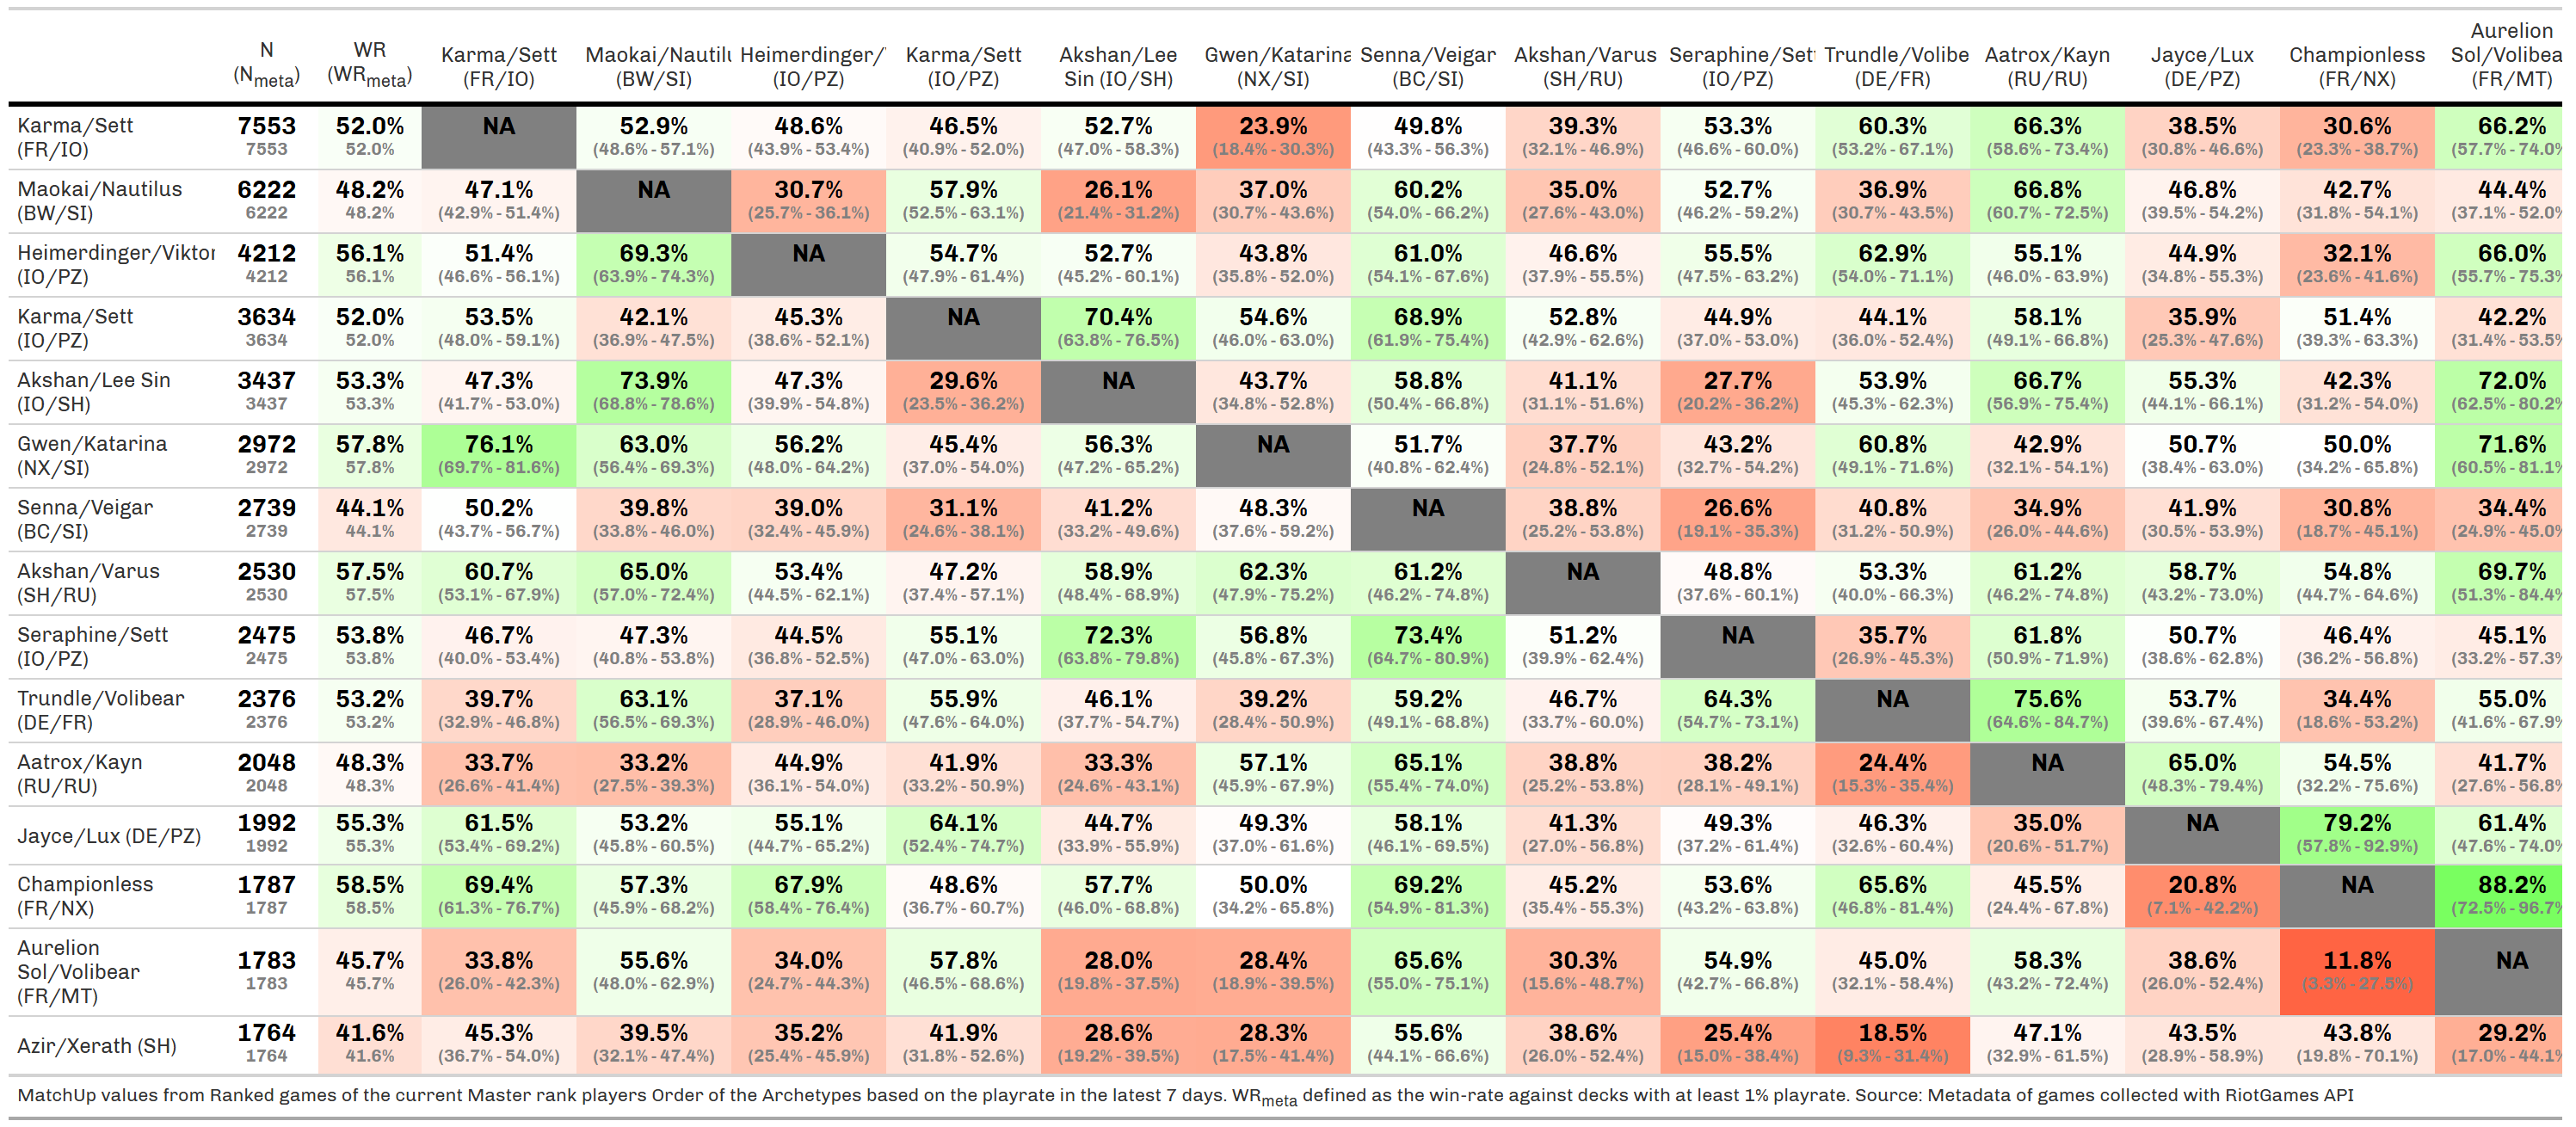 N (Nmeta) WR (WRmeta) Karma/Sett (FR/IO) Maokai/Nautilu (BW/SI) Heimerdinger/ (IO/PZ) Karma/Sett (IO/PZ) Akshan/Lee Sin (IO/SH) Gwen/Katarina (NX/SI) Senna/Veigar (BC/SI) Akshan/Varus (SH/RU) Seraphine/Sett (IO/PZ) Trundle/Volibe (DE/FR) Aatrox/Kayn (RU/RU) Jayce/Lux (DE/PZ) Championless (FR/NX) Aurelion Sol/Volibea (FR/MT)
Karma/Sett 7553 52.0% NA 52.9% 48.6% 46.5% 52.7% 23.9% 49.8% 39.3% 53.3% 60.3% 66.3% 38.5% 30.6% 66.2%
(FR/IO) 7553 52.0% (48.6% - 57.1%) (43.9% - 53.4%) (40.9% - 52.0%) (47.0% - 58.3%) (18.4% - 30.3%) (43.3% - 56.3%) (32.1% - 46.9%) (46.6% - 60.0%) (53.2% - 67.1%) (58.6% - 73.4%) (30.8% - 46.6%) (23.3% - 38.7%) (57.7% - 74.0%
Maokai/Nautilus 6222 48.2% 47.1% NA 30.7% 57.9% 26.1% 37.0% 60.2% 35.0% 52.7% 36.9% 66.8% 46.8% 42.7% 44.4%
(BW/SI) 6222 48.2% (42.9% - 51.4%) (25.7% - 36.1%) (52.5% - 63.1%) (21.4% - 31.2%) (30.7% - 43.6%) (54.0% - 66.2%) (27.6% - 43.0%) (46.2% - 59.2%) (30.7% - 43.5%) (60.7% - 72.5%) (39.5% - 54.2%) (31.8% - 54.1%) (37.1% - 52.0%
Heimerdinger/Viktor 4212 56.1% 51.4% 69.3% NA 54.7% 52.7% 43.8% 61.0% 46.6% 55.5% 62.9% 55.1% 44.9% 32.1% 66.0%
(IO/PZ) 4212 56.1% (46.6% - 56.1%) (63.9% - 74.3%) (47.9% - 61.4%) (45.2% - 60.1%) (35.8% - 52.0%) (54.1% - 67.6%) (37.9% - 55.5%) (47.5% - 63.2%) (54.0% - 71.1%) (46.0% - 63.9%) (34.8% - 55.3%) (23.6% - 41.6%) (55.7% - 75.3%
Karma/Sett 3634 52.0% 53.5% 42.1% 45.3% NA 70.4% 54.6% 68.9% 52.8% 44.9% 44.1% 58.1% 35.9% 51.4% 42.2%
(IO/PZ) 3634 52.0% (48.0% - 59.1%) (36.9% - 47.5%) (38.6% - 52.1%) (63.8% - 76.5%) (46.0% - 63.0%) (61.9% - 75.4%) (42.9% - 62.6%) (37.0% - 53.0%) (36.0% - 52.4%) (49.1% - 66.8%) (25.3% - 47.6%) (39.3% - 63.3%) (31.4% - 53.5%
Akshan/Lee Sin 3437 53.3% 47.3% 73.9% 47.3% 29.6% NA 43.7% 58.8% 41.1% 27.7% 53.9% 66.7% 55.3% 42.3% 72.0%
(IO/SH) 3437 53.3% (41.7% - 53.0%) (68.8% - 78.6%) (39.9% - 54.8%) (23.5% - 36.2%) (34.8% - 52.8%) (50.4% - 66.8%) (31.1% - 51.6%) (20.2% - 36.2%) (45.3% - 62.3%) (56.9% - 75.4%) (44.1% - 66.1%) (31.2% - 54.0%) (62.5% - 80.2%
Gwen/Katarina 2972 57.8% 76.1% 63.0% 56.2% 45.4% 56.3% NA 51.7% 37.7% 43.2% 60.8% 42.9% 50.7% 50.0% 71.6%
(NX/SI) 2972 57.8% (69.7% - 81.6%) (56.4% - 69.3%) (48.0% - 64.2%) (37.0% - 54.0%) (47.2% - 65.2%) (40.8% - 62.4%) (24.8% - 52.1%) (32.7% - 54.2%) (49.1% - 71.6%) (32.1% - 54.1%) (38.4% - 63.0%) (34.2% - 65.8%) (60.5% - 81.1%
Senna/Veigar 2739 44.1% 50.2% 39.8% 39.0% 31.1% 41.2% 48.3% NA 38.8% 26.6% 40.8% 34.9% 41.9% 30.8% 34.4%
(BC/SI) 2739 44.1% (43.7% - 56.7%) (33.8% - 46.0%) (32.4% - 45.9%) (24.6% - 38.1%) (33.2% - 49.6%) (37.6% - 59.2%) (25.2% - 53.8%) (19.1% - 35.3%) (31.2% - 50.9%) (26.0% - 44.6%) (30.5% - 53.9%) (18.7% - 45.1%) (24.9% - 45.0%
Akshan/Varus 2530 57.5% 60.7% 65.0% 53.4% 47.2% 58.9% 62.3% 61.2% NA 48.8% 53.3% 61.2% 58.7% 54.8% 69.7%
(SH/RU) 2530 57.5% (53.1% - 67.9%) (57.0% - 72.4%) (44.5% - 62.1%) (37.4% - 57.1%) (48.4% - 68.9%) (47.9% - 75.2%) (46.2% - 74.8%) (37.6% - 60.1%) (40.0% - 66.3%) (46.2% - 74.8%) (43.2% - 73.0%) (44.7% - 64.6%) (51.3% - 84.4%
Seraphine/Sett 2475 53.8% 46.7% 47.3% 44.5% 55.1% 72.3% 56.8% 73.4% 51.2% NA 35.7% 61.8% 50.7% 46.4% 45.1%
(IO/PZ) 2475 53.8% (40.0% - 53.4%) (40.8% - 53.8%) (36.8% - 52.5%) (47.0% - 63.0%) (63.8% - 79.8%) (45.8% - 67.3%) (64.7% - 80.9%) (39.9% - 62.4%) (26.9% - 45.3%) (50.9% - 71.9%) (38.6% - 62.8%) (36.2% - 56.8%) (33.2% - 57.3%
Trundle/Volibear 2376 53.2% 39.7% 63.1% 37.1% 55.9% 46.1% 39.2% 59.2% 46.7% 64.3% NA 75.6% 53.7% 34.4% 55.0%
(DE/FR) 2376 53.2% (32.9% - 46.8%) (56.5% - 69.3%) (28.9% - 46.0%) (47.6% - 64.0%) (37.7% - 54.7%) (28.4% - 50.9%) (49.1% - 68.8%) (33.7% - 60.0%) (54.7% - 73.1%) (64.6% - 84.7%) (39.6% - 67.4%) (18.6% - 53.2%) (41.6% - 67.9%
Aatrox/Kayn 2048 48.3% 33.7% 33.2% 44.9% 41.9% 33.3% 57.1% 65.1% 38.8% 38.2% 24.4% NA 65.0% 54.5% 41.7%
(RU/RU) 2048 48.3% (26.6% - 41.4%) (27.5% - 39.3%) (36.1% - 54.0%) (33.2% - 50.9%) (24.6% - 43.1%) (45.9% - 67.9%) (55.4% - 74.0%) (25.2% - 53.8%) (28.1% - 49.1%) (15.3% - 35.4%) (48.3% - 79.4%) (32.2% - 75.6%) (27.6% - 56.8%
Jayce/Lux (DE/PZ) 1992 55.3% 61.5% 53.2% 55.1% 64.1% 44.7% 49.3% 58.1% 41.3% 49.3% 46.3% 35.0% NA 79.2% 61.4%
1992 55.3% (53.4% - 69.2%) (45.8% - 60.5%) (44.7% - 65.2%) (52.4% - 74.7%) (33.9% - 55.9%) (37.0% - 61.6%) (46.1% - 69.5%) (27.0% - 56.8%) (37.2% - 61.4%) (32.6% - 60.4%) (20.6% - 51.7%) (57.8% - 92.9%) (47.6% - 74.0%
Championless 1787 58.5% 69.4% 57.3% 67.9% 48.6% 57.7% 50.0% 69.2% 45.2% 53.6% 65.6% 45.5% 20.8% NA 88.2%
(FR/NX) 1787 58.5% (61.3% - 76.7%) (45.9% - 68.2%) (58.4% - 76.4%) (36.7% - 60.7%) (46.0% - 68.8%) (34.2% - 65.8%) (54.9% - 81.3%) (35.4% - 55.3%) (43.2% - 63.8%) (46.8% - 81.4%) (24.4% - 67.8%) (7.1% - 42.2%) (72.5% - 96.7%
Aurelion
Sol/Volibear 1783 45.7% 33.8% 55.6% 34.0% 57.8% 28.0% 28.4% 65.6% 30.3% 54.9% 45.0% 58.3% 38.6% 11.8% NA
(FR/MT) 1783 45.7% (26.0% - 42.3%) (48.0% - 62.9%) (24.7% - 44.3%) (46.5% - 68.6%) (19.8% - 37.5%) (18.9% - 39.5%) (55.0% - 75.1%) (15.6% - 48.7%) (42.7% - 66.8%) (32.1% - 58.4%) (43.2% - 72.4%) (26.0% - 52.4%) (3.3% - 27.5%)
Azir/Xerath (SH) 1764 41.6% 45.3% 39.5% 35.2% 41.9% 28.6% 28.3% 55.6% 38.6% 25.4% 18.5% 47.1% 43.5% 43.8% 29.2%
1764 41.6% (36.7% - 54.0%) (32.1% - 47.4%) (25.4% - 45.9%) (31.8% - 52.6%) (19.2% - 39.5%) (17.5% - 41.4%) (44.1% - 66.6%) (26.0% - 52.4%) (15.0% - 38.4%) (9.3% - 31.4%) (32.9% - 61.5%) (28.9% - 58.9%) (19.8% - 70.1%) (17.0% - 44.1%
MatchUp values from Ranked games of the current Master rank players Order of the Archetypes based on the playrate in the latest 7 days. WRmeta defined as the win-rate against decks with at least 1% playrate. Source: Metadata of games collected with RiotGames API